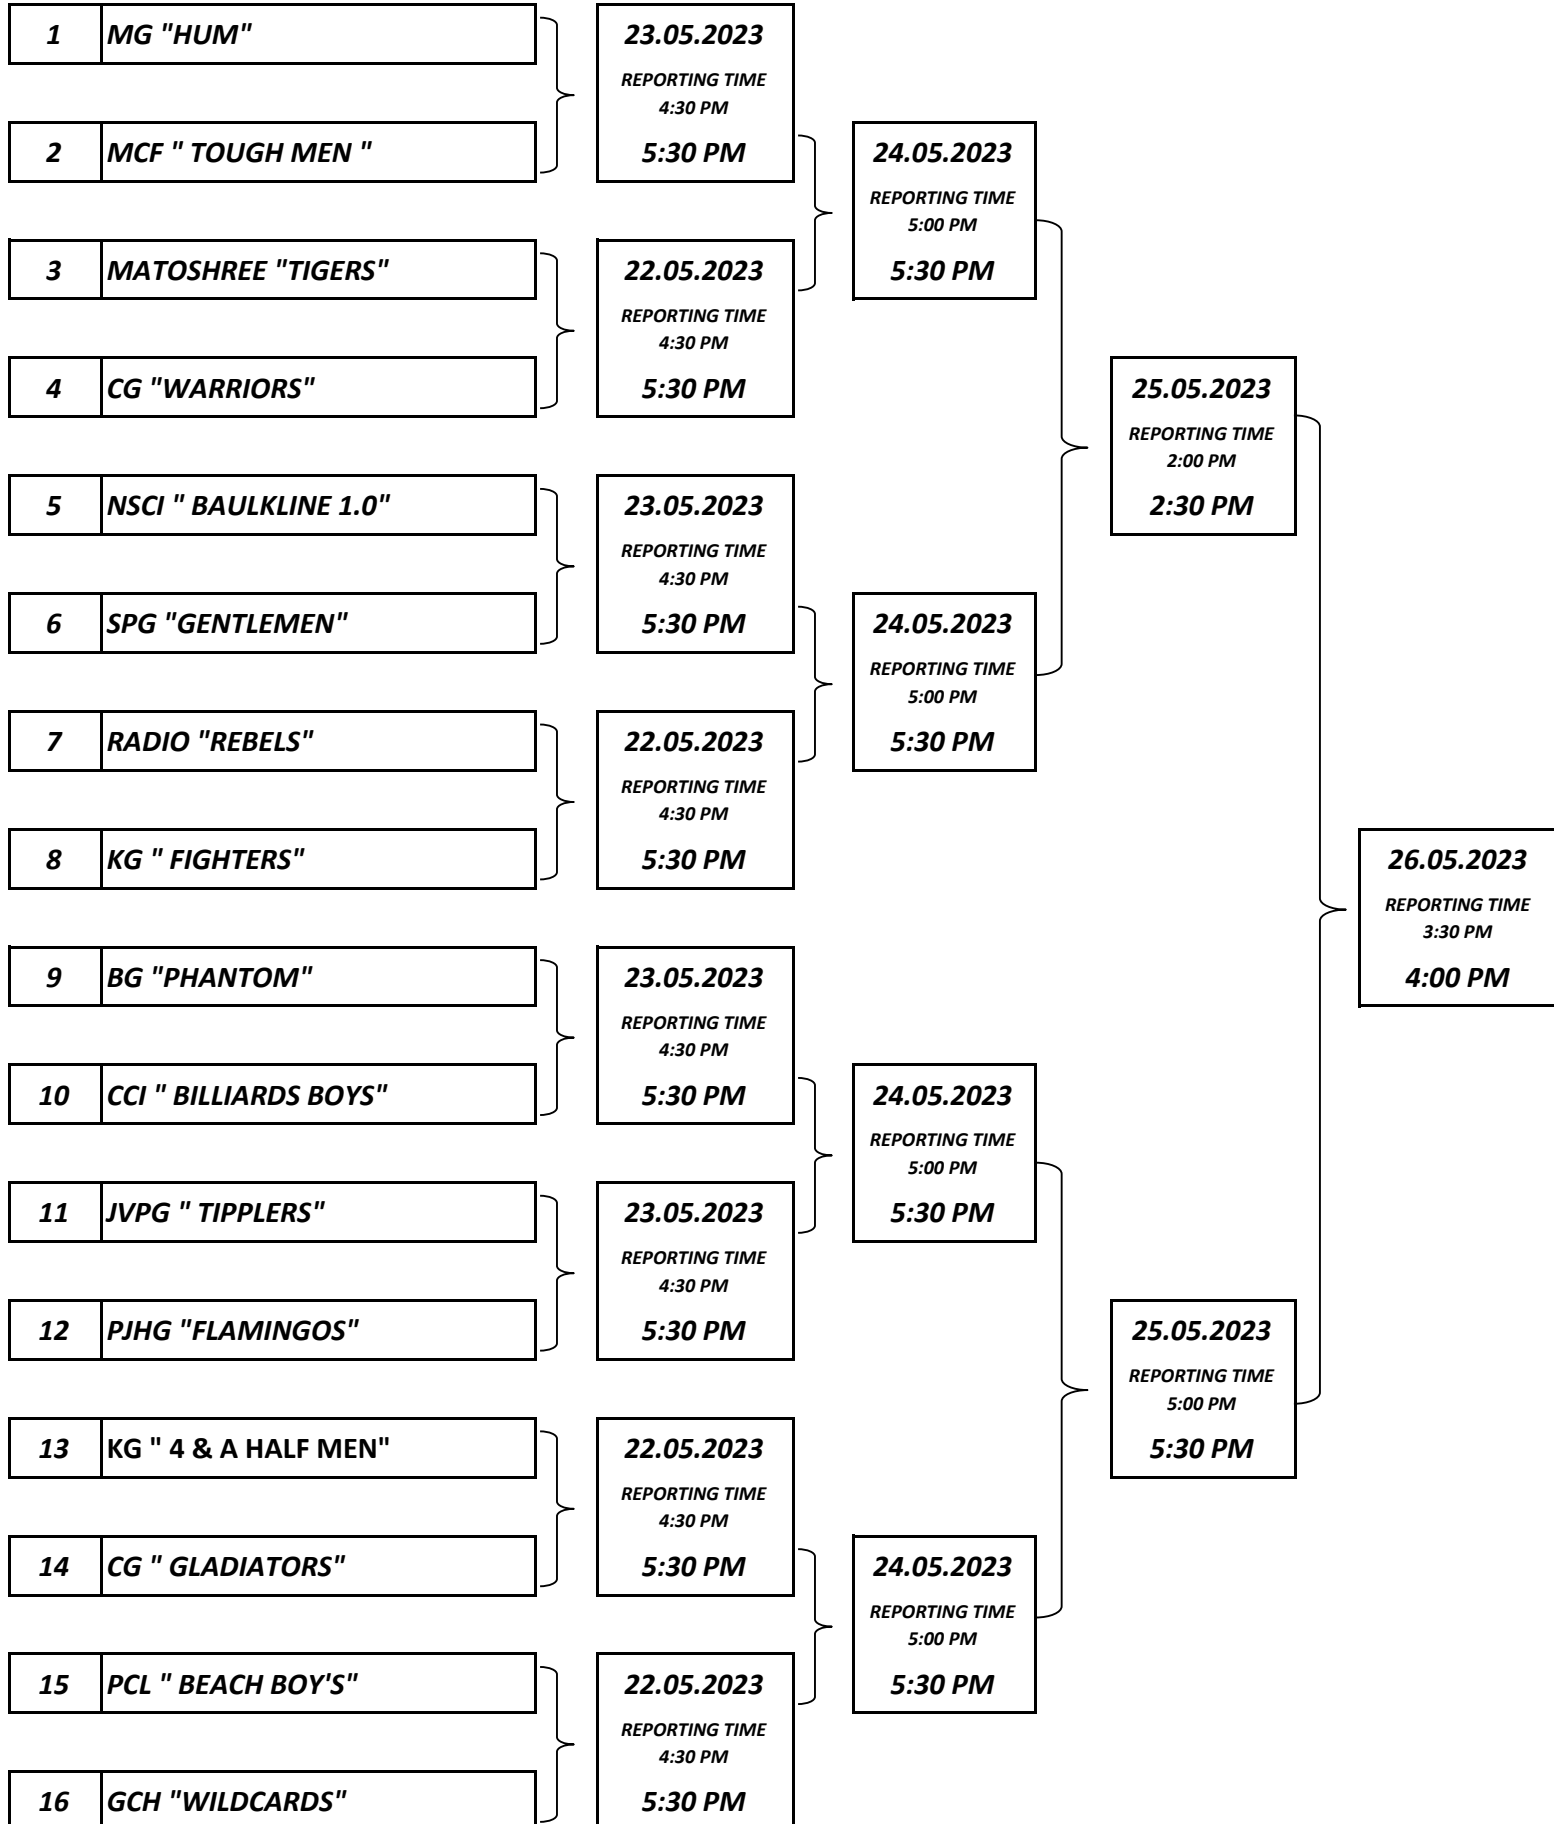 1 MG "HUM" 23.05.2023
REPORTING TIME
4:30 PM
2 MCF " TOUGH MEN " 5:30 PM 24.05.2023
REPORTING TIME
5:00 PM
3 MATOSHREE "TIGERS" 22.05.2023 5:30 PM
REPORTING TIME
4:30 PM
4 CG "WARRIORS" 5:30 PM 25.05.2023
REPORTING TIME
2:00 PM
5 NSCI " BAULKLINE 1.0" 23.05.2023 2:30 PM
REPORTING TIME
4:30 PM
6 SPG "GENTLEMEN" 5:30 PM 24.05.2023
REPORTING TIME
5:00 PM
7 RADIO "REBELS" 22.05.2023 5:30 PM
REPORTING TIME
4:30 PM
8 KG " FIGHTERS" 5:30 PM 26.05.2023
REPORTING TIME
3:30 PM
9 BG "PHANTOM" 23.05.2023 4:00 PM
REPORTING TIME
4:30 PM
10 CCI " BILLIARDS BOYS" 5:30 PM 24.05.2023
REPORTING TIME
5:00 PM
11 JVPG " TIPPLERS" 23.05.2023 5:30 PM
REPORTING TIME
4:30 PM
12 PJHG "FLAMINGOS" 5:30 PM 25.05.2023
REPORTING TIME
5:00 PM
13 KG " 4 & A HALF MEN" 22.05.2023 5:30 PM
REPORTING TIME
4:30 PM
14 CG " GLADIATORS" 5:30 PM 24.05.2023
REPORTING TIME
5:00 PM
15 PCL " BEACH BOY'S" 22.05.2023 5:30 PM
REPORTING TIME
4:30 PM
16 GCH "WILDCARDS" 5:30 PM